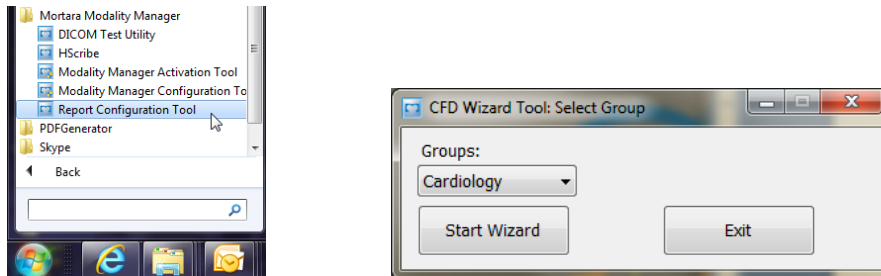 Mortara Modality Manager
DICOM Test Utility
HScribe
Modality Manager Activation Tool
Modality Manager Configuration To
Report Configuration Tool
PDFGenerator
Skype
Back
CFD Wizard Tool: Select Group
Groups:
Cardiology
Start Wizard
Exit